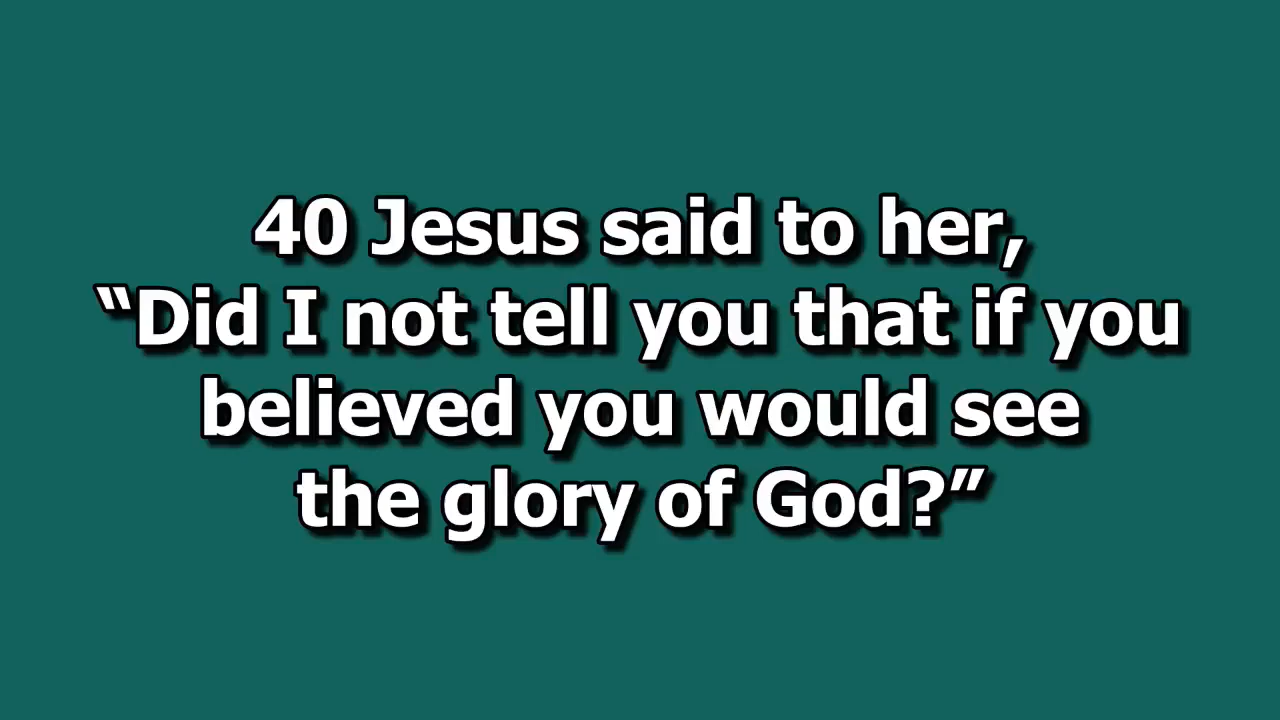 40 Jesus said to her,
“Did I not tell you that if you
believed you would see
the glory of God?”